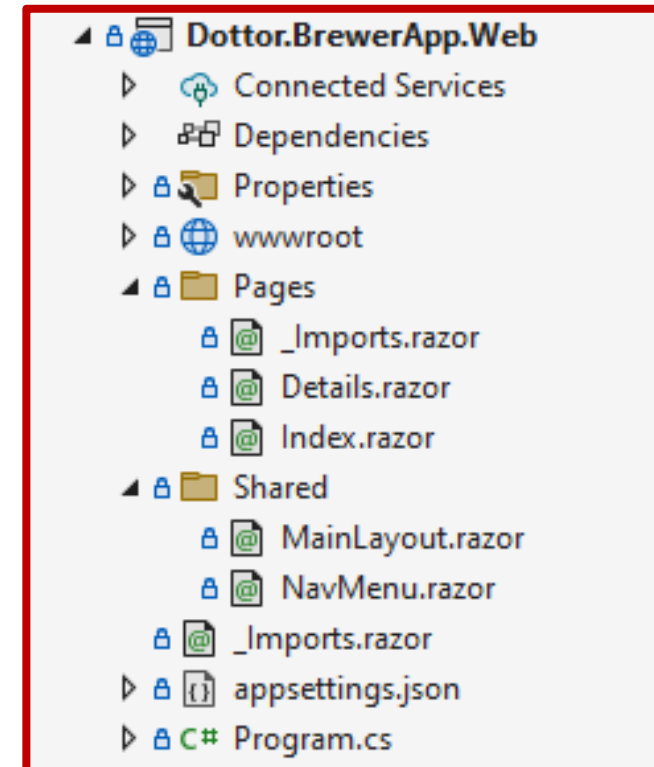 Dottor.BrewerApp.Web
Connected Services
Dependencies
Properties
wwwroot
Pages
_Imports.razor
Details.razor
Index.razor
Shared
MainLayout.razor
NavMenu.razor
_Imports.razor
appsettings.json
C# Program.cs